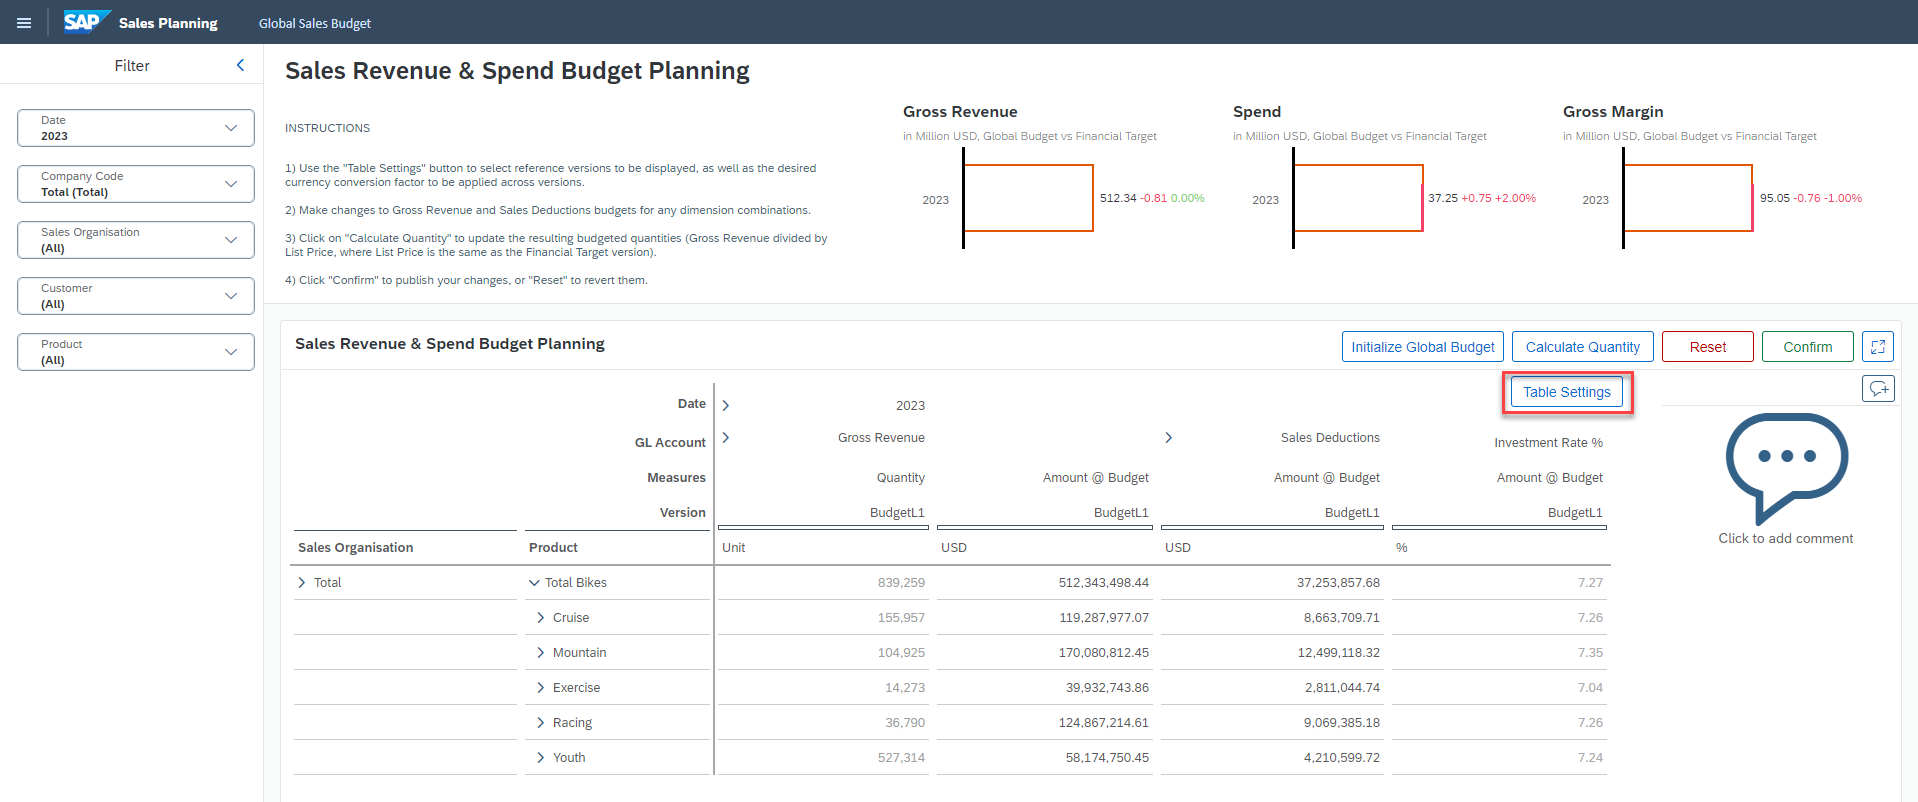 SAP Sales Planning Global Sales Budget
Filter
Date
2023
Company Code
Total (Total)
Sales Organisation
(All)
Customer
(All)
Product
(All)
Sales Revenue & Spend Budget Planning
INSTRUCTIONS
1) Use the "Table Settings" button to select reference versions to be displayed, as well as the desired
currency conversion factor to be applied across versions.
2) Make changes to Gross Revenue and Sales Deductions budgets for any dimension combinations.
3) Click on "Calculate Quantity" to update the resulting budgeted quantities (Gross Revenue divided by
List Price, where List Price is the same as the Financial Target version).
4) Click "Confirm" to publish your changes, or "Reset" to revert them.
Gross Revenue
in Million USD, Global Budget vs Financial Target
2023 512.34 -0.81 0.00%
Spend
in Million USD, Global Budget vs Financial Target
2023 37.25 +0.75 +2.00%
Gross Margin
in Million USD, Global Budget vs Financial Target
2023 95.05 -0.76 -1.00%
Sales Revenue & Spend Budget Planning
Initialize Global Budget Calculate Quantity Reset Confirm
Table Settings
Date 2023
GL Account Gross Revenue Sales Deductions Investment Rate %
Measures Quantity Amount @ Budget Amount @ Budget Amount @ Budget
Version BudgetL1 BudgetL1 BudgetL1 BudgetL1
Sales Organisation Product Unit USD USD %
Total Total Bikes 839,259 512,343,498.44 37,253,857.68 7.27
Cruise 155,957 119,287,977.07 8,663,709.71 7.26
Mountain 104,925 170,080,812.45 12,499,118.32 7.35
Exercise 14,273 39,932,743.86 2,811,044.74 7.04
Racing 36,790 124,867,214.61 9,069,385.18 7.26
Youth 527,314 58,174,750.45 4,210,599.72 7.24
Click to add comment